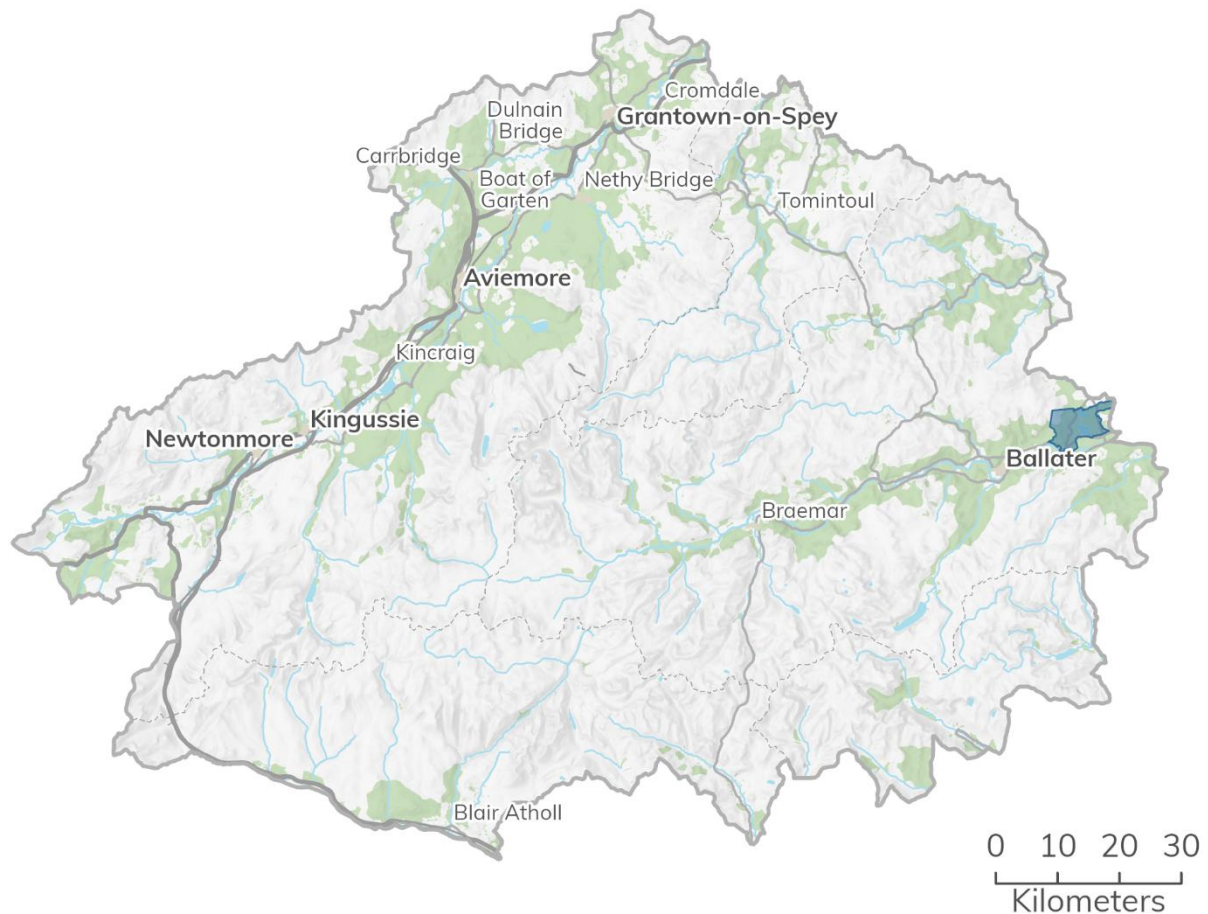 Cromdale
Grantown-on-Spey
Dulnain
Bridge
Carrbridge
Boat of
Garten
Nethy Bridge
Tomintoul
Aviemore
Kincraig
Kingussie
Newtonmore
Ballater
Braemar
Blair Atholl
0 10 20 30
Kilometers